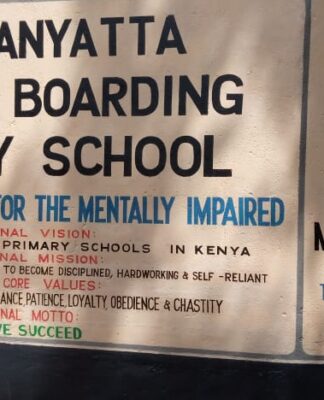 ANYATTA
BOARDING
Y SCHOOL
FOR THE MENTALLY IMPAIRED
NAL VISION:
PRIMARY SCHOOLS IN KENYA
NAL MISSION:
TO BECOME DISCIPLINED, HARDWORKING & SELF -RELIANT
CORE VALUES:
ANCE, PATIENCE, LOYALTY, OBEDIENCE & CHASTITY
NAL MOTTO:
VE SUCCEED
M
T